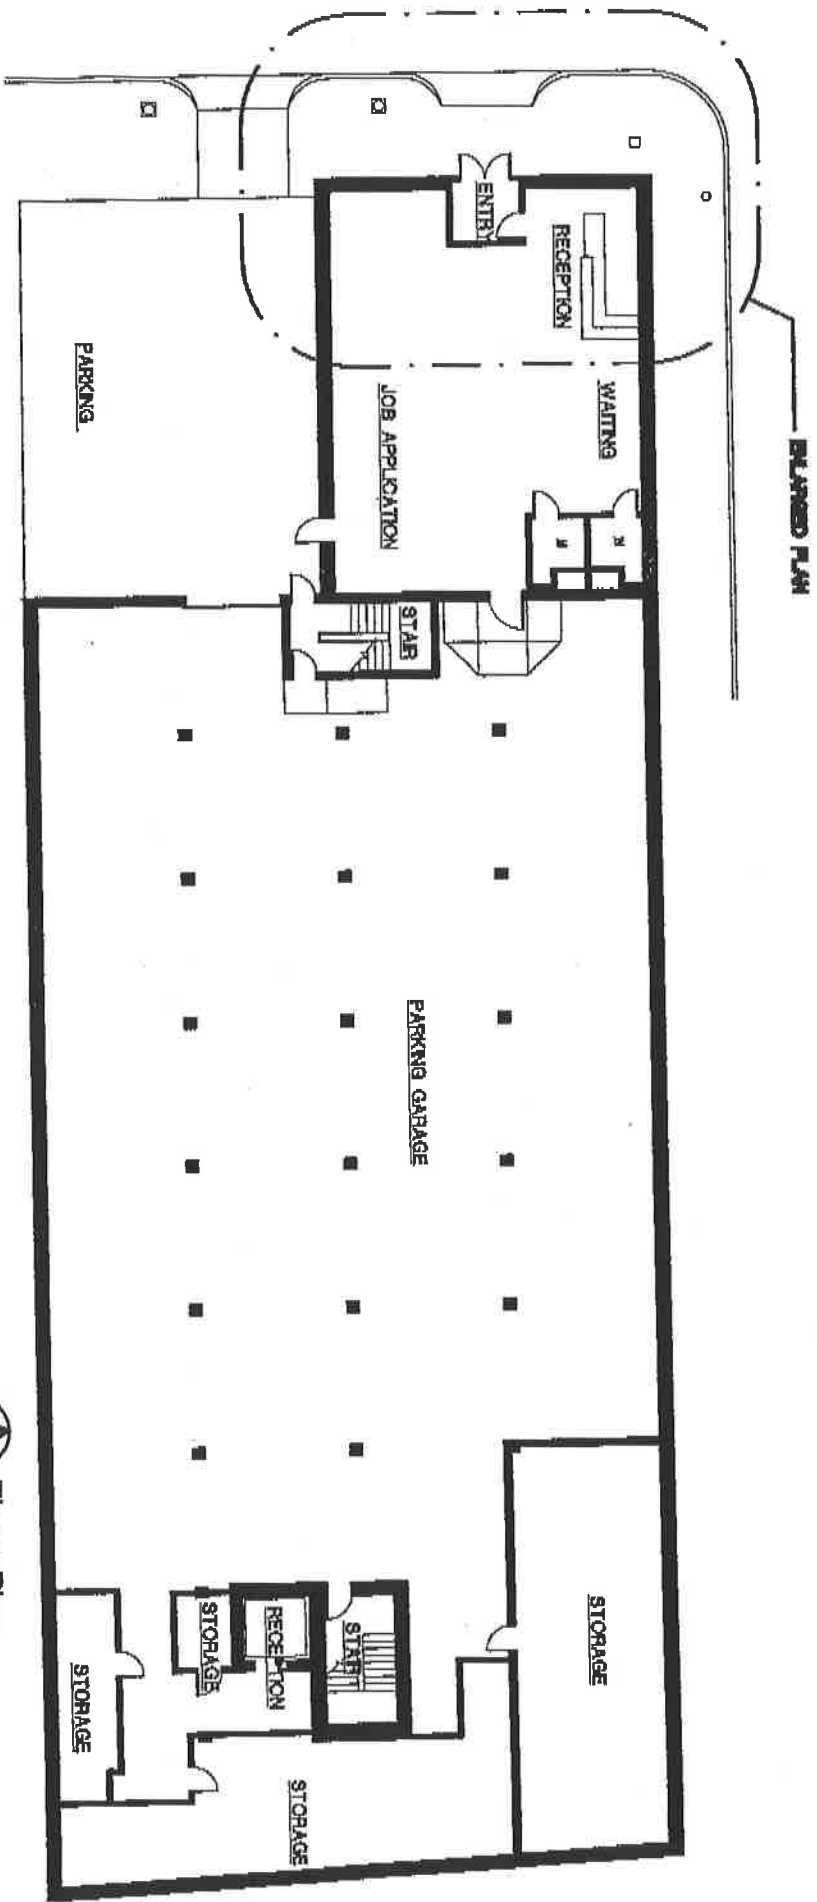 ENLARGED PLAN
WAITING
STORAGE
RECEPTION
ENTRY
STAIR
PARKING GARAGE
JOB APPLICATION
STAIR
RECEPTION
STORAGE
STORAGE
PARKING
STORAGE